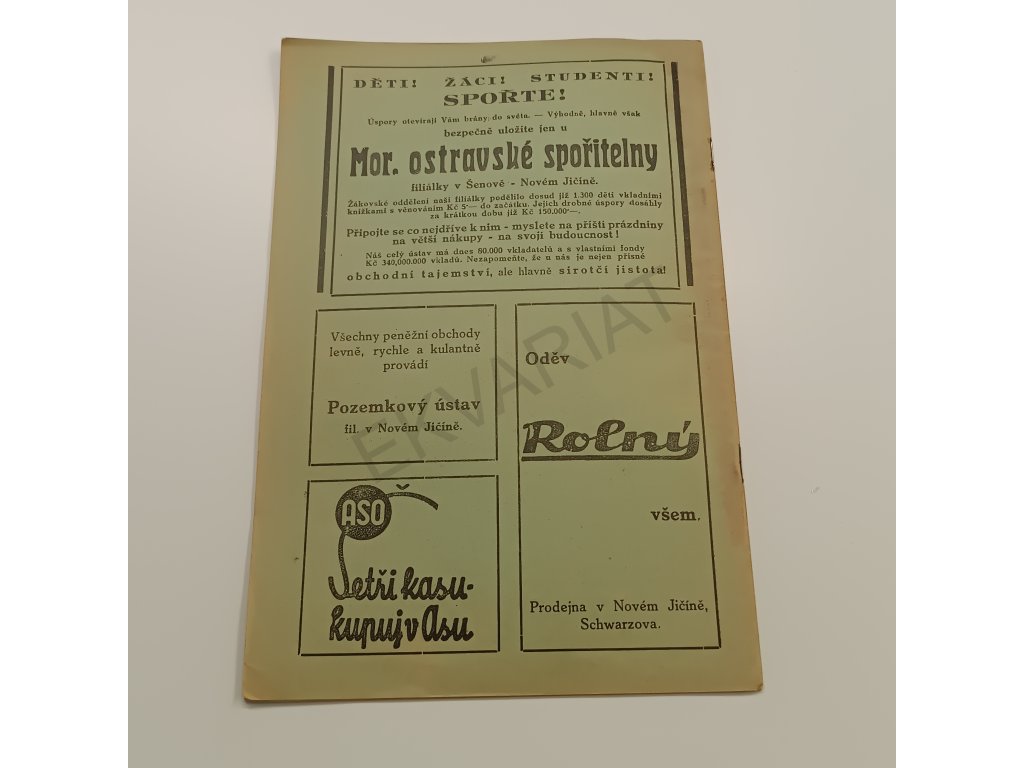 DĚTI! ŽÁCI! STUDENTI!
SPOŘTE!
Úspory otevírají Vám brány do světa. — Výhodně, hlavně však
bezpečně uložíte jen u
Mor. ostravské spořitelny
filiálky v Šenově - Novém Jičíně.
Žákovské oddělení naší filiálky podělilo dosud již 1.300 dětí vkladními
knížkami s věnováním Kč 5·— do začátku. Jejich drobné úspory dosáhly
za krátkou dobu již Kč 150.000·—.
Připojte se co nejdříve k nim - myslete na příští prázdniny
na větší nákupy - na svoji budoucnost!
Náš celý ústav má dnes 80.000 vkladatelů a s vlastními fondy
Kč 340,000.000 vkladů. Nezapomeňte, že u nás je nejen přísné
obchodní tajemství, ale hlavně sirotčí jistota!
Všechny peněžní obchody
levně, rychle a kulantně
provádí
Pozemkový ústav
fil. v Novém Jičíně.
ASO
Šetři kasu-
kupuj v Asu
Oděv
Rolný
všem.
Prodejna v Novém Jičíně,
Schwarzova.
EKVARIAT